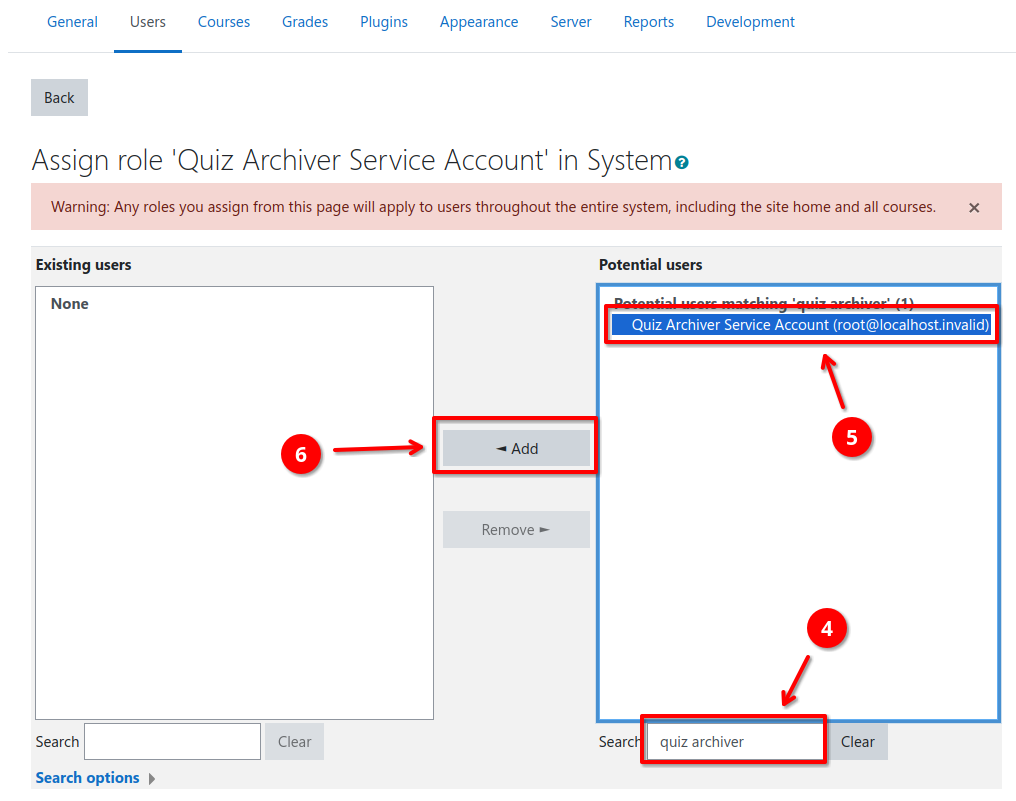 General Users Courses Grades Plugins Appearance Server Reports Development
Back
Assign role 'Quiz Archiver Service Account' in System ?
Warning: Any roles you assign from this page will apply to users throughout the entire system, including the site home and all courses. ×
Existing users
None
6
◄ Add
Remove ►
Potential users
Potential users matching 'quiz archiver' (1)
Quiz Archiver Service Account (root@localhost.invalid)
5
4
Search Clear
Search options
Search quiz archiver Clear